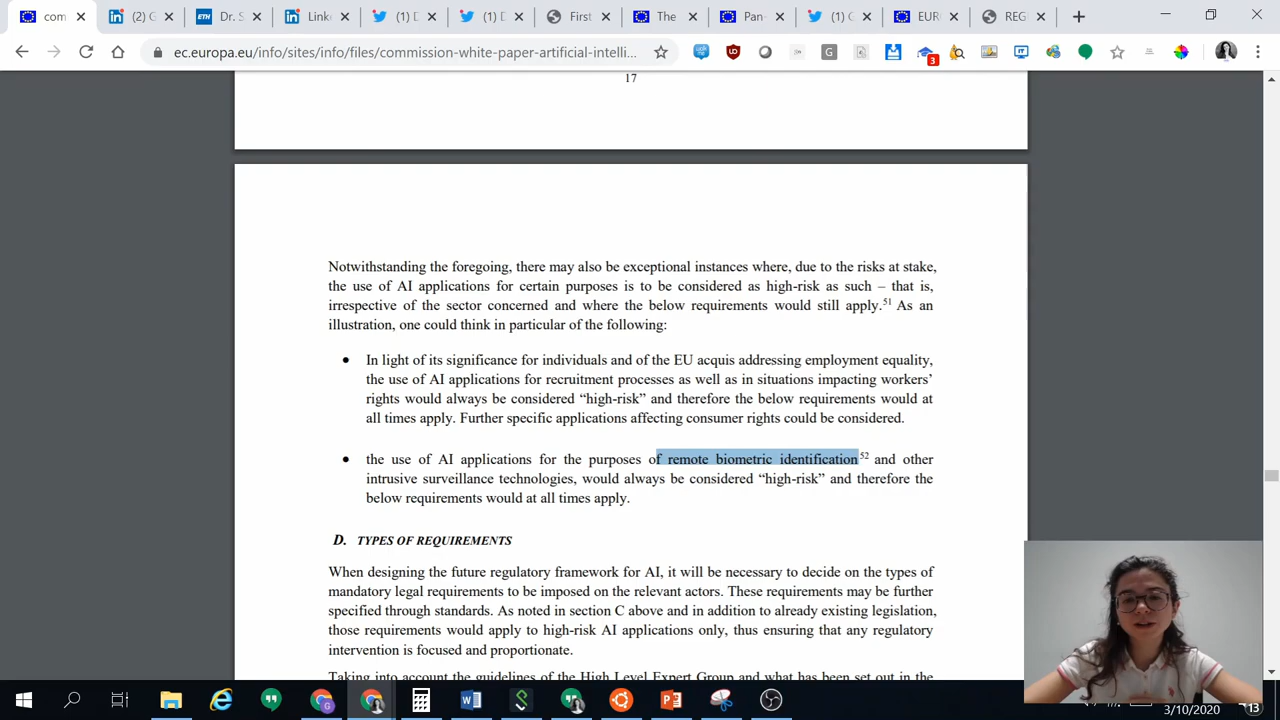 com
(2) G
Dr. S
Linke
(1) D
(1) D
First
The
Pan-
(1) G
EUR
REG
ec.europa.eu/info/sites/info/files/commission-white-paper-artificial-intelli...
3
17
Notwithstanding the foregoing, there may also be exceptional instances where, due to the risks at stake,
the use of AI applications for certain purposes is to be considered as high-risk as such – that is,
irrespective of the sector concerned and where the below requirements would still apply.51 As an
illustration, one could think in particular of the following:
• In light of its significance for individuals and of the EU acquis addressing employment equality,
the use of AI applications for recruitment processes as well as in situations impacting workers’
rights would always be considered “high-risk” and therefore the below requirements would at
all times apply. Further specific applications affecting consumer rights could be considered.
• the use of AI applications for the purposes of remote biometric identification52 and other
intrusive surveillance technologies, would always be considered “high-risk” and therefore the
below requirements would at all times apply.
D. TYPES OF REQUIREMENTS
When designing the future regulatory framework for AI, it will be necessary to decide on the types of
mandatory legal requirements to be imposed on the relevant actors. These requirements may be further
specified through standards. As noted in section C above and in addition to already existing legislation,
those requirements would apply to high-risk AI applications only, thus ensuring that any regulatory
intervention is focused and proportionate.
Taking into account the guidelines of the High Level Expert Group and what has been set out in the
3/10/2020
13